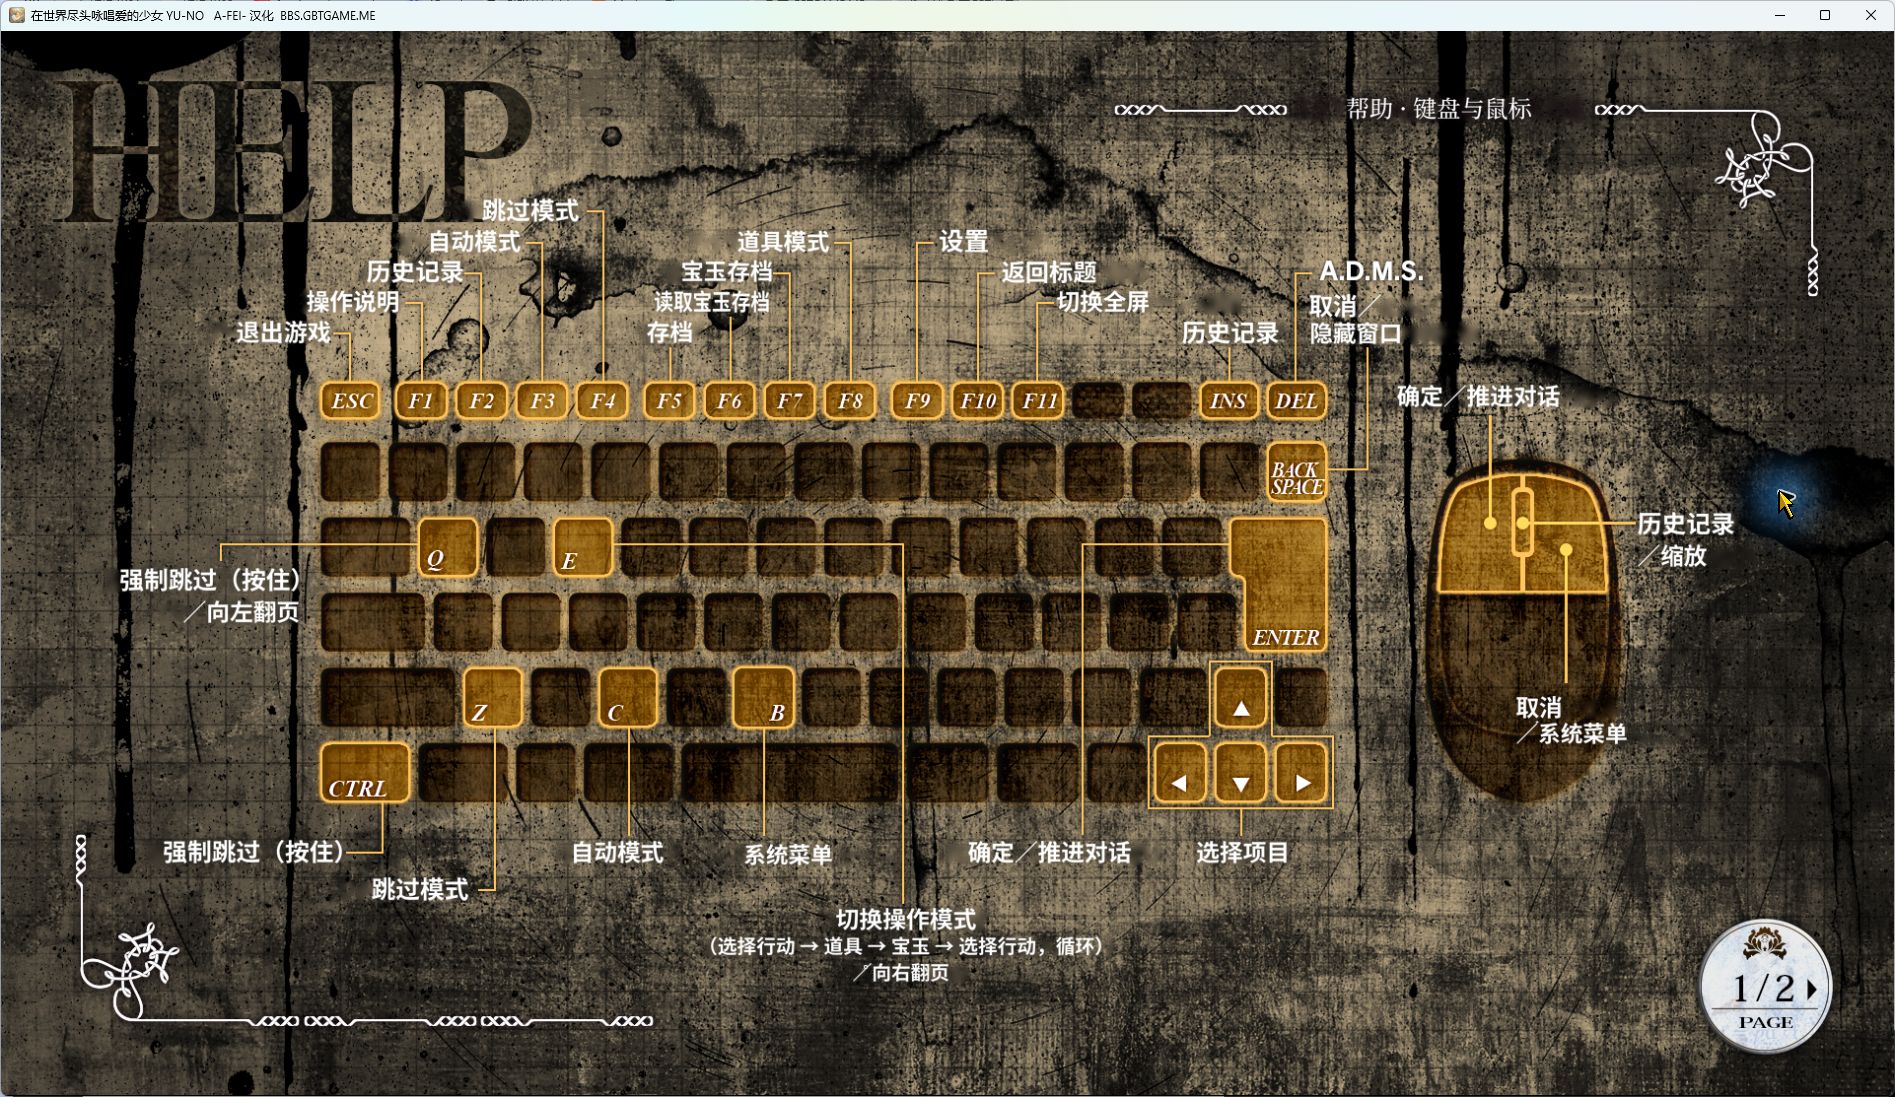 在世界尽头咏唱爱的少女 YU-NO   A-FEI- 汉化  BBS.GBTGAME.ME
HELP
帮助 · 键盘与鼠标
跳过模式
自动模式
道具模式
设置
历史记录
宝玉存档
返回标题
A.D.M.S.
操作说明
读取宝玉存档
切换全屏
取消／
隐藏窗口
退出游戏
存档
历史记录
确定／推进对话
ESC
F1
F2
F3
F4
F5
F6
F7
F8
F9
F10
F11
INS
DEL
BACK
SPACE
Q
E
历史记录
／缩放
强制跳过（按住）
／向左翻页
ENTER
Z
C
B
▲
取消
／系统菜单
CTRL
◀
▼
▶
强制跳过（按住）
自动模式
系统菜单
确定／推进对话
选择项目
跳过模式
切换操作模式
（选择行动 → 道具 → 宝玉 → 选择行动，循环）
／向右翻页
1/2
PAGE